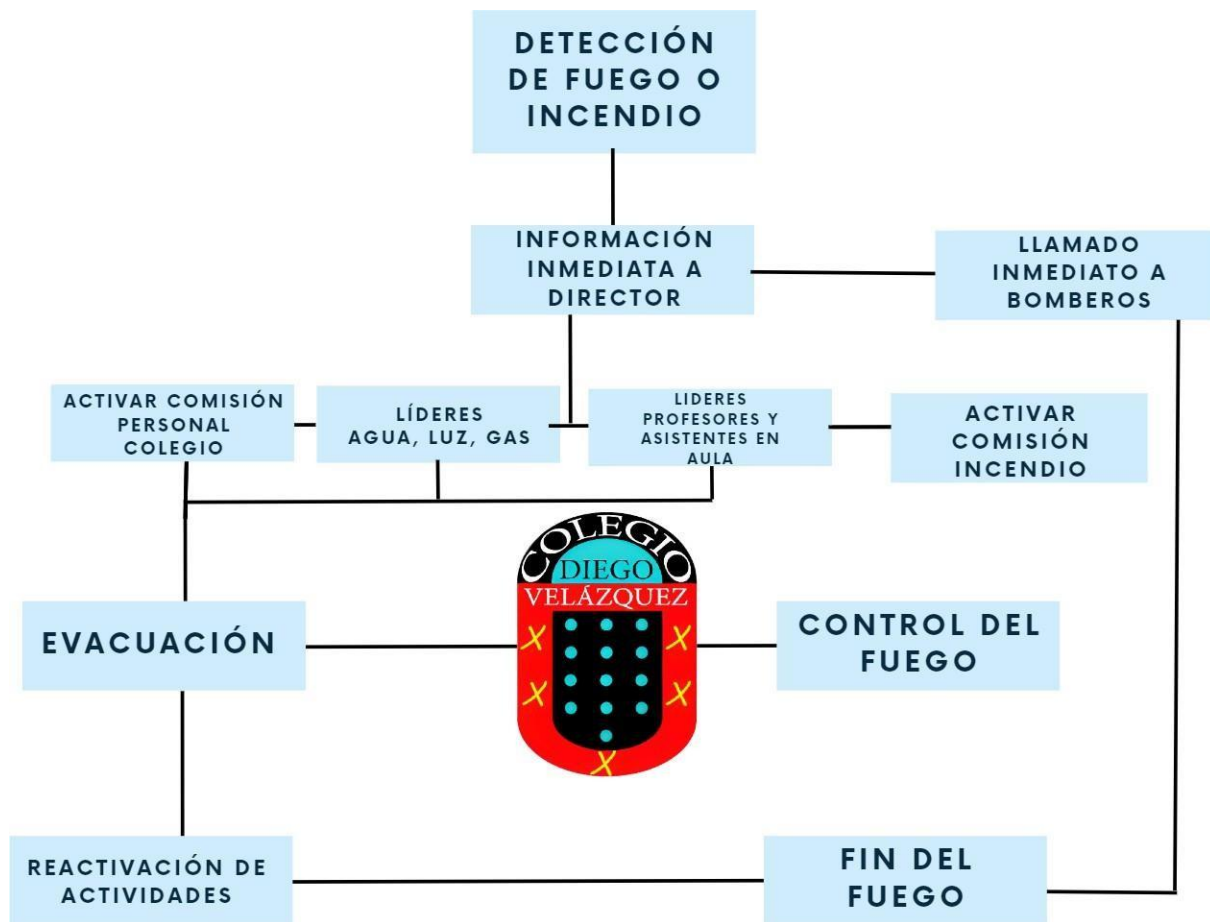 DETECCIÓN
DE FUEGO O
INCENDIO
INFORMACIÓN
INMEDIATA A
DIRECTOR
LLAMADO
INMEDIATO A
BOMBEROS
ACTIVAR COMISIÓN
PERSONAL
COLEGIO
LÍDERES
AGUA, LUZ, GAS
LIDERES
PROFESORES Y
ASISTENTES EN
AULA
ACTIVAR
COMISIÓN
INCENDIO
COLEGIO
DIEGO
VELÁZQUEZ
EVACUACIÓN
CONTROL DEL
FUEGO
REACTIVACIÓN DE
ACTIVIDADES
FIN DEL
FUEGO